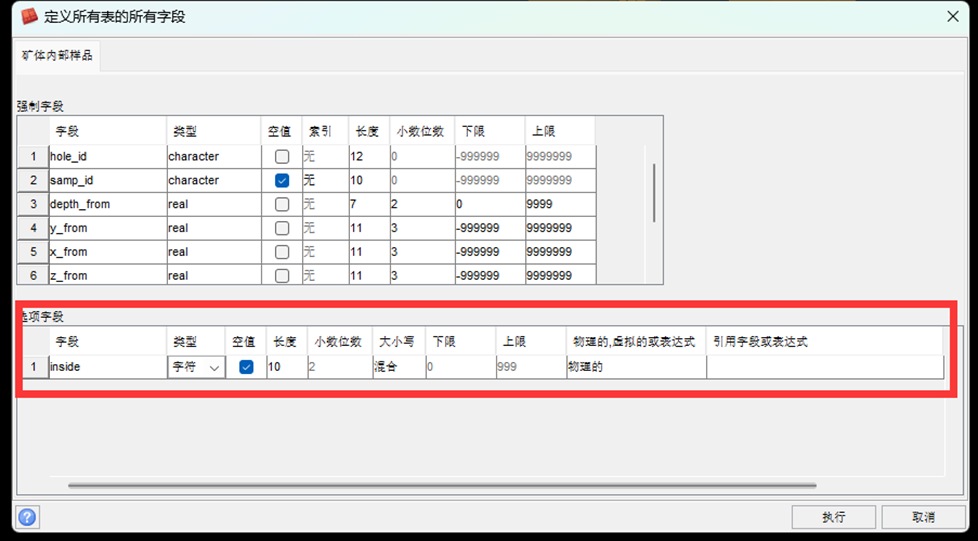 定义所有表的所有字段
矿体内部样品
强制字段
字段 类型 空值 索引 长度 小数位数 下限 上限
1 hole_id character 无 12 0 -999999 9999999
2 samp_id character 无 10 0 -999999 9999999
3 depth_from real 无 7 2 0 9999
4 y_from real 无 11 3 -999999 9999999
5 x_from real 无 11 3 -999999 9999999
6 z_from real 无 11 3 -999999 9999999
选项字段
字段 类型 空值 长度 小数位数 大小写 下限 上限 物理的,虚拟的或表达式 引用字段或表达式
1 inside 字符 10 2 混合 0 999 物理的
? 执行 取消